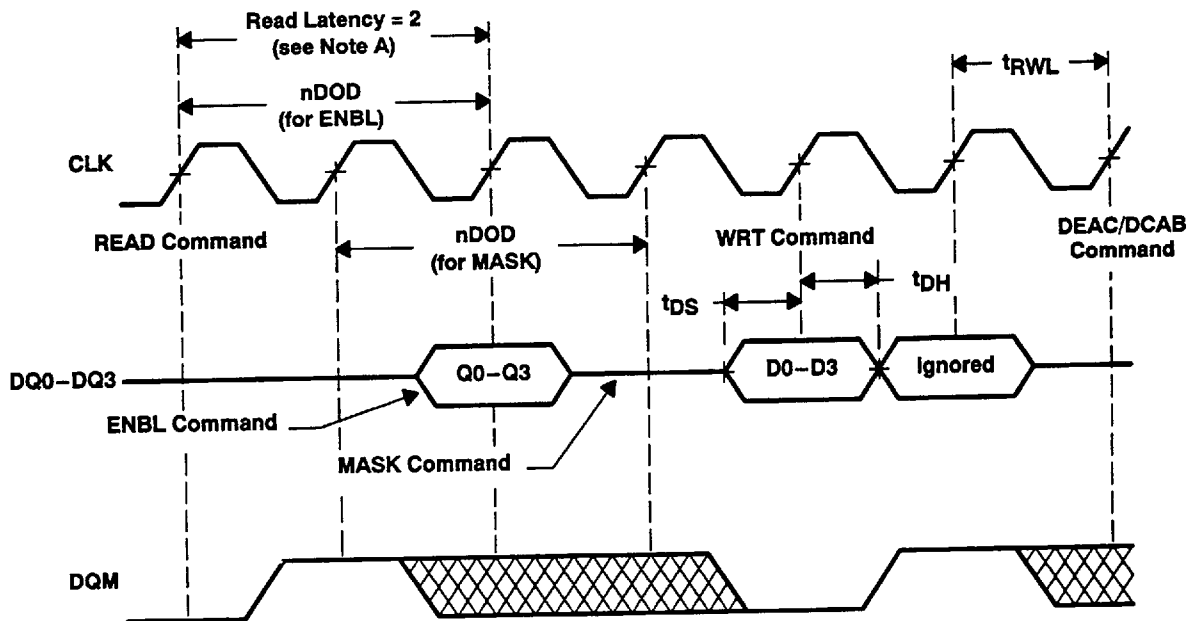 Read Latency = 2
(see Note A)
tRWL
nDOD
(for ENBL)
CLK
READ Command
nDOD
(for MASK)
WRT Command
DEAC/DCAB
Command
tDS
tDH
DQ0–DQ3
Q0–Q3
D0–D3
Ignored
ENBL Command
MASK Command
DQM